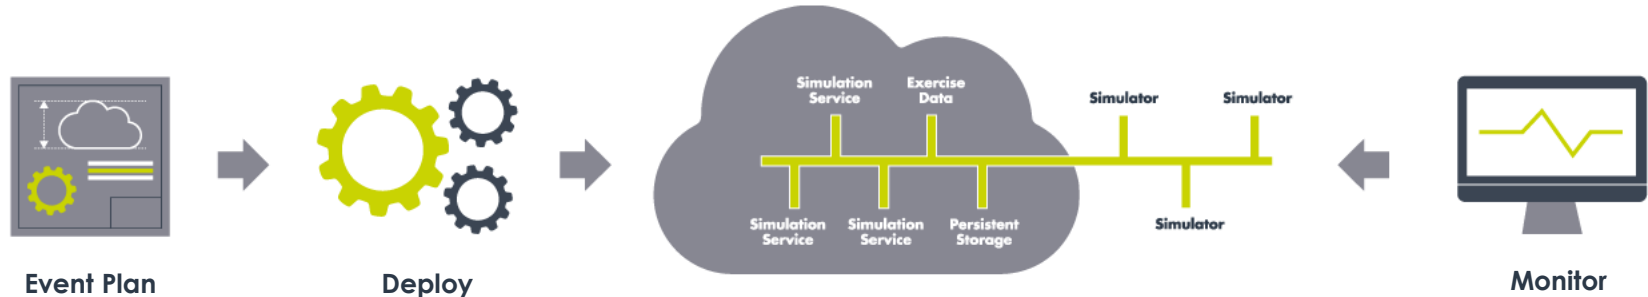 Simulation
Service
Exercise
Data
Simulator
Simulator
Simulation
Service
Simulation
Service
Persistent
Storage
Simulator
Event Plan
Deploy
Monitor